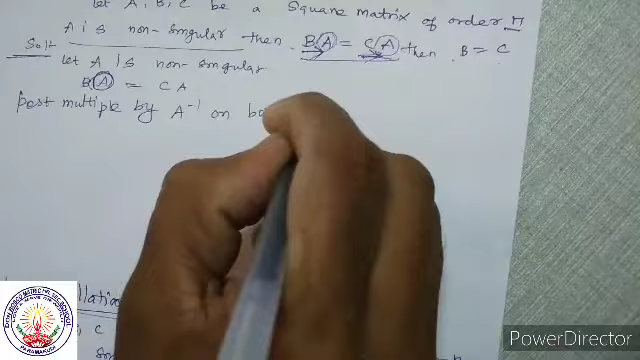 let A, B, C be a Square matrix of order n
A is non-singular then BA = CA then B = C
Soln
let A is non-singular
BA = CA
Post multiple by A⁻¹ on bo
llation
, C
PowerDirector